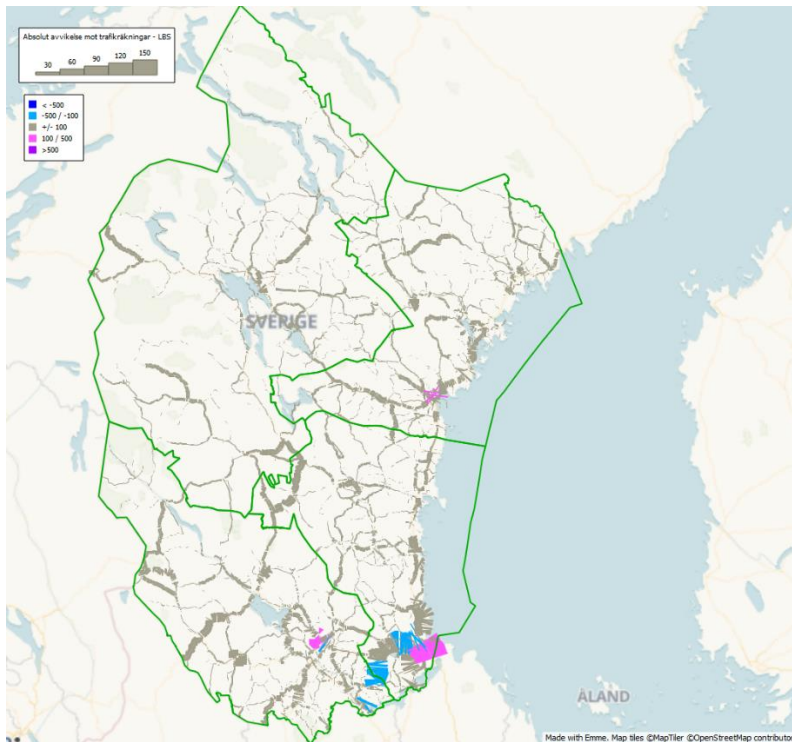 Absolut avvikelse mot trafikräkningar - LBS
30 60 90 120 150
< -500
-500 / -100
+/- 100
100 / 500
>500
SVERIGE
ÅLAND
Made with Emme. Map tiles ©MapTiler ©OpenStreetMap contributor